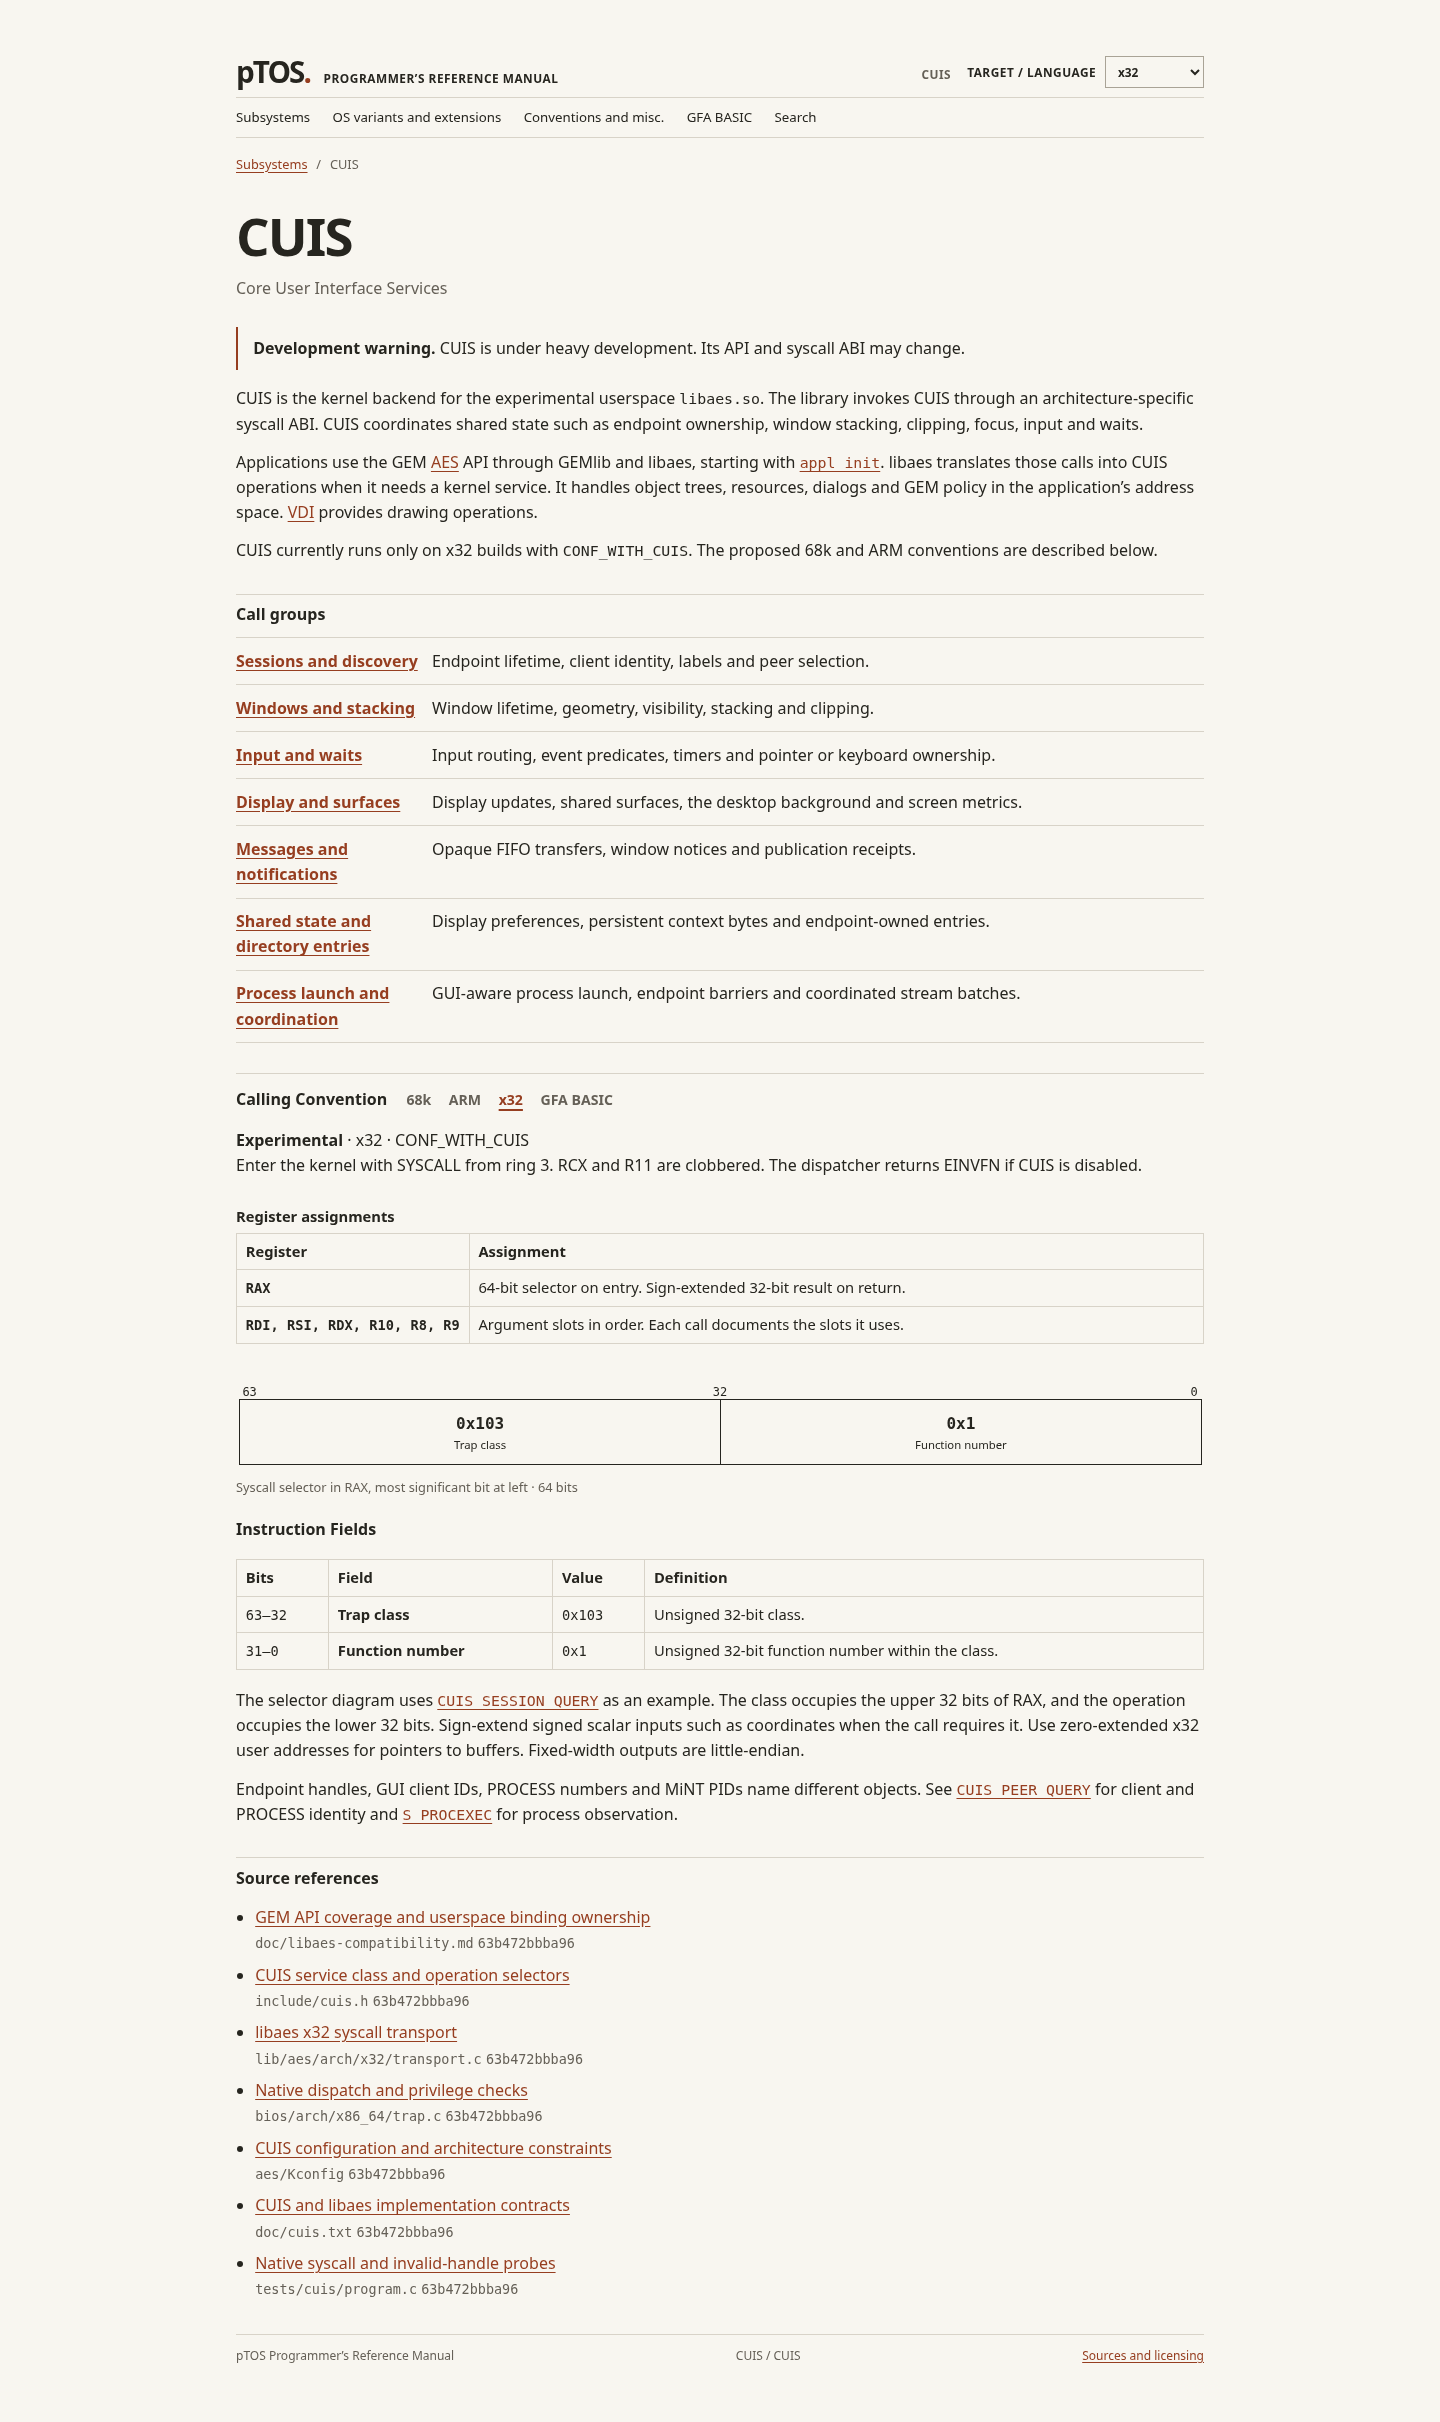 pTOS. PROGRAMMER’S REFERENCE MANUAL CUIS TARGET / LANGUAGE x32
Subsystems OS variants and extensions Conventions and misc. GFA BASIC Search
Subsystems / CUIS
CUIS
Core User Interface Services
Development warning. CUIS is under heavy development. Its API and syscall ABI may change.
CUIS is the kernel backend for the experimental userspace libaes.so. The library invokes CUIS through an architecture-specific
syscall ABI. CUIS coordinates shared state such as endpoint ownership, window stacking, clipping, focus, input and waits.
Applications use the GEM AES API through GEMlib and libaes, starting with appl_init. libaes translates those calls into CUIS
operations when it needs a kernel service. It handles object trees, resources, dialogs and GEM policy in the application’s address
space. VDI provides drawing operations.
CUIS currently runs only on x32 builds with CONF_WITH_CUIS. The proposed 68k and ARM conventions are described below.
Call groups
Sessions and discovery Endpoint lifetime, client identity, labels and peer selection.
Windows and stacking Window lifetime, geometry, visibility, stacking and clipping.
Input and waits Input routing, event predicates, timers and pointer or keyboard ownership.
Display and surfaces Display updates, shared surfaces, the desktop background and screen metrics.
Messages and Opaque FIFO transfers, window notices and publication receipts.
notifications
Shared state and Display preferences, persistent context bytes and endpoint-owned entries.
directory entries
Process launch and GUI-aware process launch, endpoint barriers and coordinated stream batches.
coordination
Calling Convention 68k ARM x32 GFA BASIC
Experimental · x32 · CONF_WITH_CUIS
Enter the kernel with SYSCALL from ring 3. RCX and R11 are clobbered. The dispatcher returns EINVFN if CUIS is disabled.
Register assignments
Register Assignment
RAX 64-bit selector on entry. Sign-extended 32-bit result on return.
RDI, RSI, RDX, R10, R8, R9 Argument slots in order. Each call documents the slots it uses.
63 32 0
0x103 0x1
Trap class Function number
Syscall selector in RAX, most significant bit at left · 64 bits
Instruction Fields
Bits Field Value Definition
63–32 Trap class 0x103 Unsigned 32-bit class.
31–0 Function number 0x1 Unsigned 32-bit function number within the class.
The selector diagram uses CUIS_SESSION_QUERY as an example. The class occupies the upper 32 bits of RAX, and the operation
occupies the lower 32 bits. Sign-extend signed scalar inputs such as coordinates when the call requires it. Use zero-extended x32
user addresses for pointers to buffers. Fixed-width outputs are little-endian.
Endpoint handles, GUI client IDs, PROCESS numbers and MiNT PIDs name different objects. See CUIS_PEER_QUERY for client and
PROCESS identity and S_PROCEXEC for process observation.
Source references
• GEM API coverage and userspace binding ownership
doc/libaes-compatibility.md 63b472bbba96
• CUIS service class and operation selectors
include/cuis.h 63b472bbba96
• libaes x32 syscall transport
lib/aes/arch/x32/transport.c 63b472bbba96
• Native dispatch and privilege checks
bios/arch/x86_64/trap.c 63b472bbba96
• CUIS configuration and architecture constraints
aes/Kconfig 63b472bbba96
• CUIS and libaes implementation contracts
doc/cuis.txt 63b472bbba96
• Native syscall and invalid-handle probes
tests/cuis/program.c 63b472bbba96
pTOS Programmer’s Reference Manual CUIS / CUIS Sources and licensing